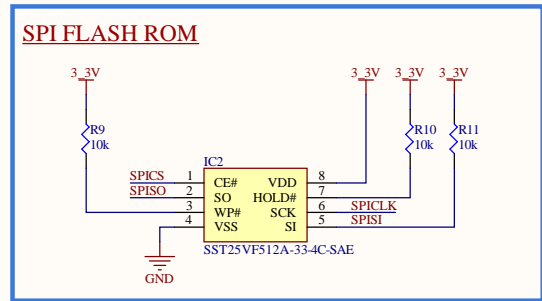 SPI FLASH ROM
3_3V
3_3V
3_3V
3_3V
R9
10k
R10
10k
R11
10k
IC2
SPICS
1
CE#
VDD
8
SPISO
2
SO
HOLD#
7
3
WP#
SCK
6
SPICLK
4
VSS
SI
5
SPISI
SST25VF512A-33-4C-SAE
GND